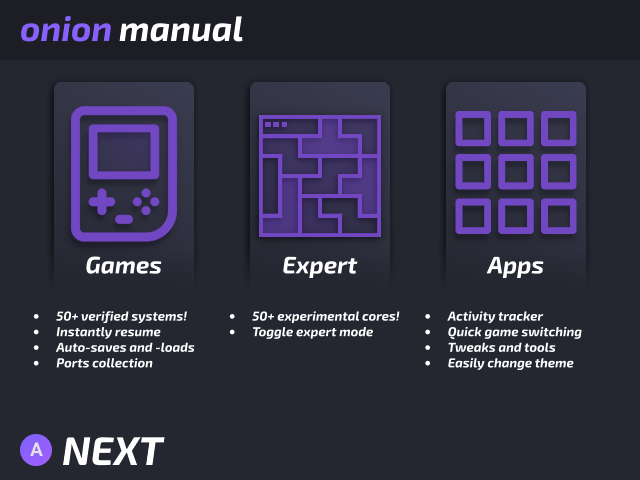 onion manual
Games
Expert
Apps
• 50+ verified systems!
• Instantly resume
• Auto-saves and -loads
• Ports collection
• 50+ experimental cores!
• Toggle expert mode
• Activity tracker
• Quick game switching
• Tweaks and tools
• Easily change theme
A NEXT